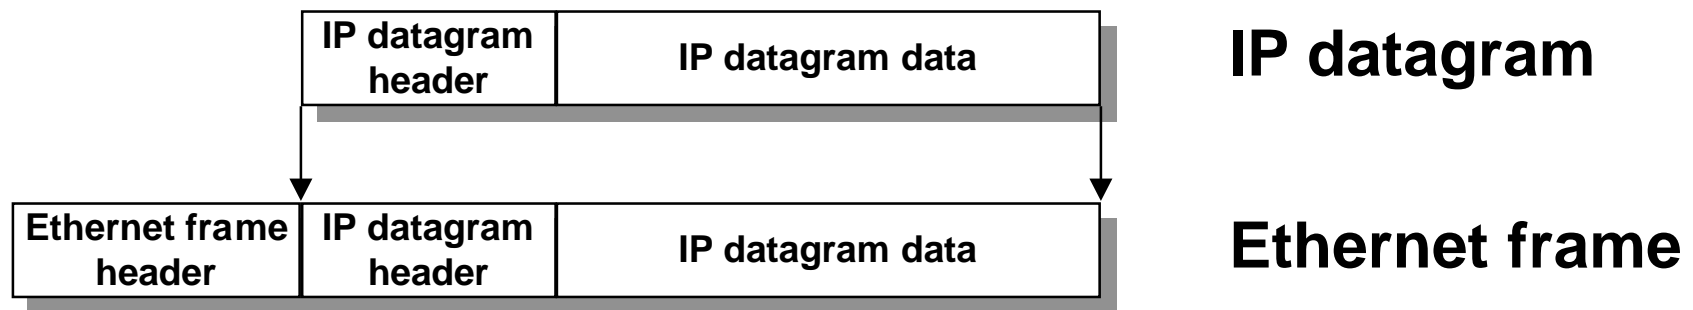 IP datagram
header
IP datagram data
IP datagram
Ethernet frame
header
IP datagram
header
IP datagram data
Ethernet frame